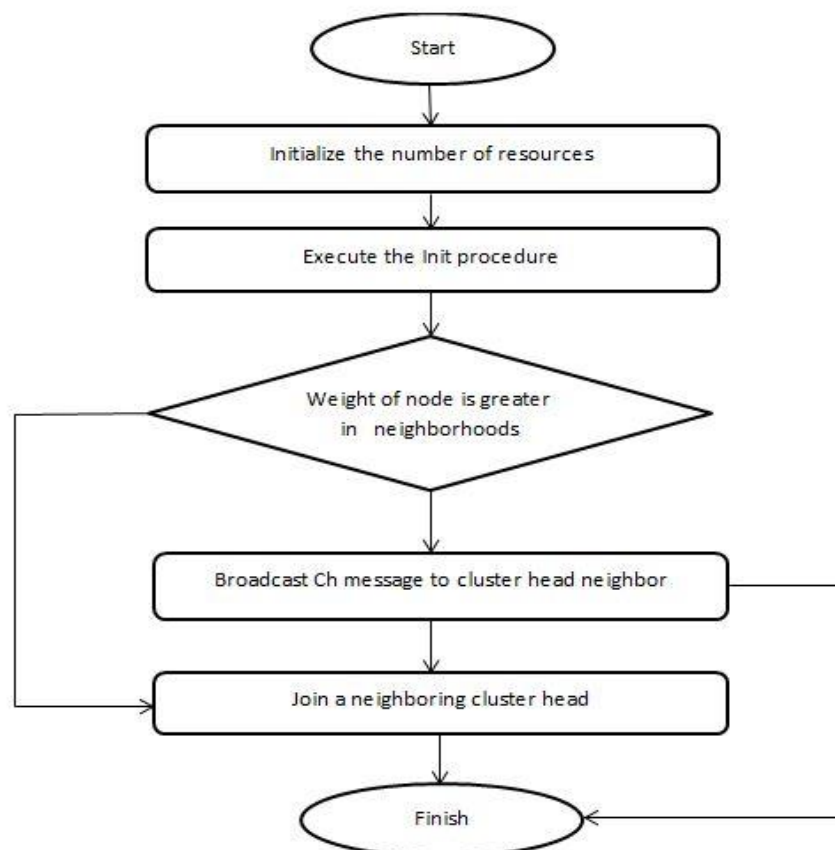 Start
Initialize the number of resources
Execute the Init procedure
Weight of node is greater
in neighborhoods
Broadcast Ch message to cluster head neighbor
Join a neighboring cluster head
Finish